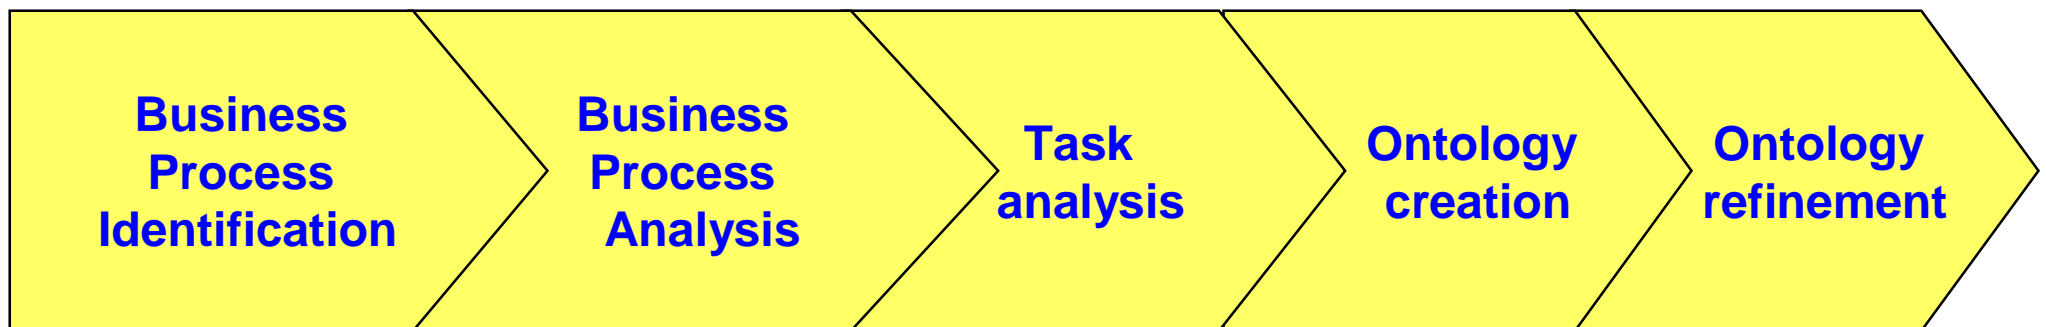 Business
Process
Identification
Business
Process
Analysis
Task
analysis
Ontology
creation
Ontology
refinement